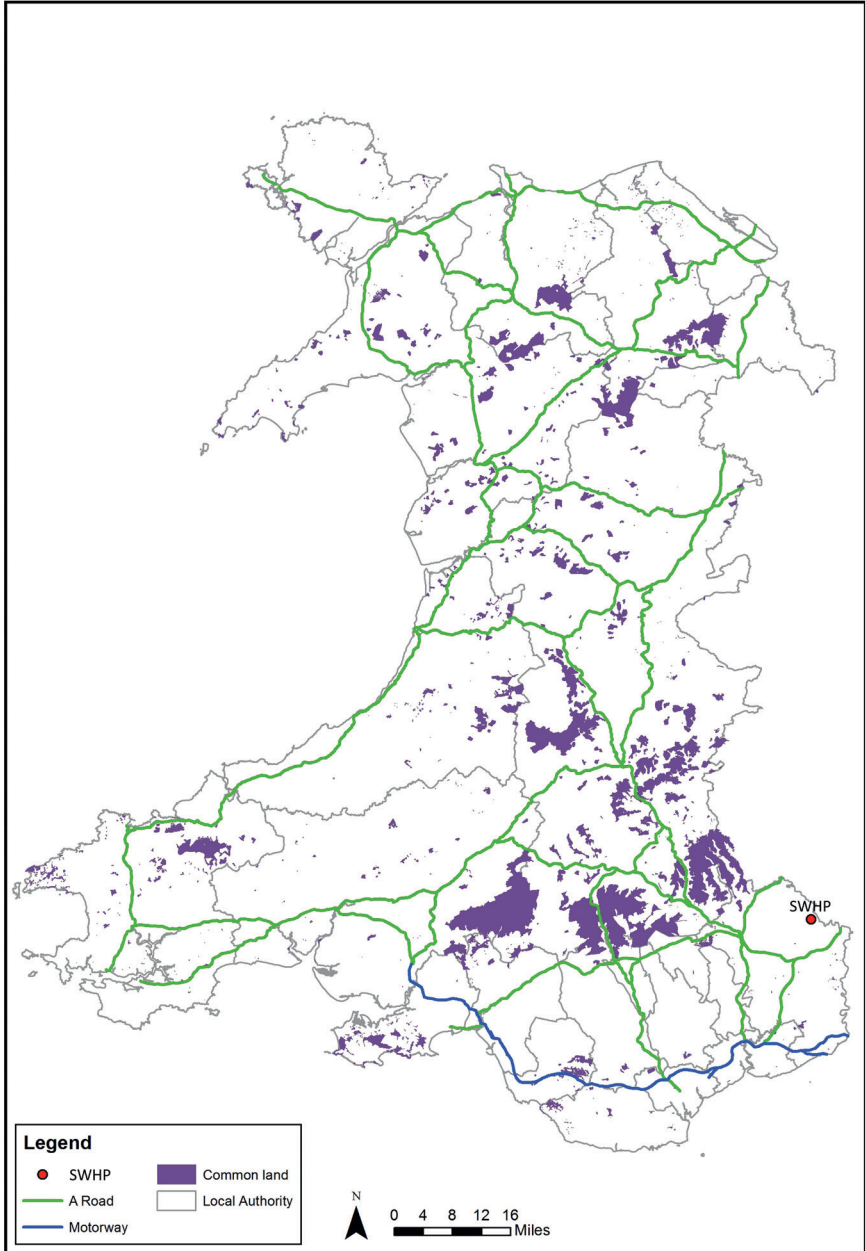 SWHP
Legend
SWHP
Common land
A Road
Local Authority
Motorway
N
0 4 8 12 16
Miles